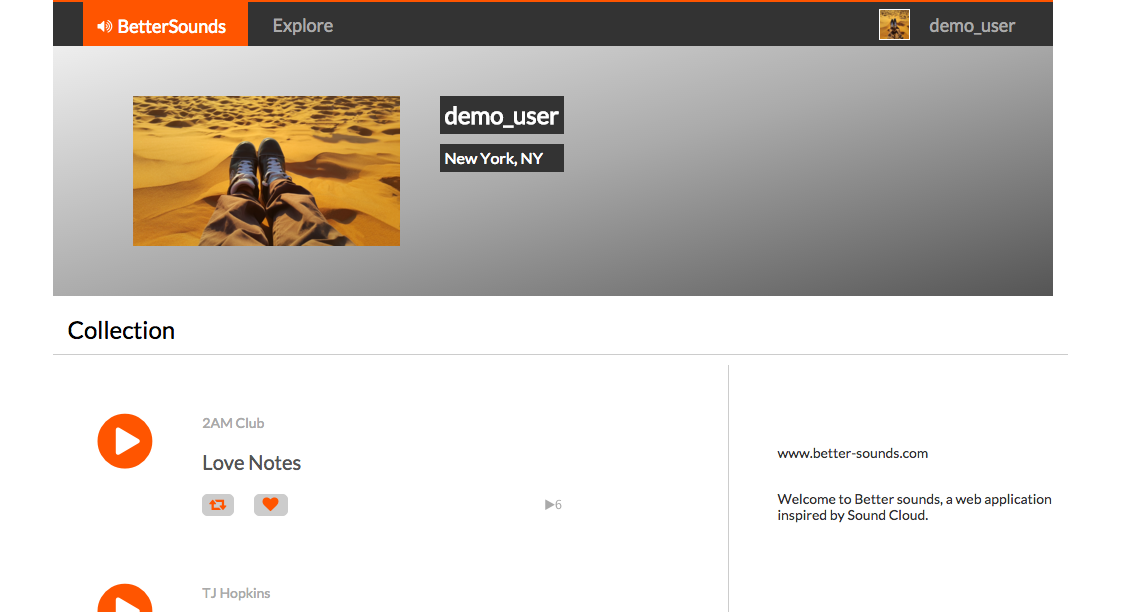 BetterSounds
Explore
demo_user
demo_user
New York, NY
Collection
2AM Club
Love Notes
6
www.better-sounds.com
Welcome to Better sounds, a web application
inspired by Sound Cloud.
TJ Hopkins